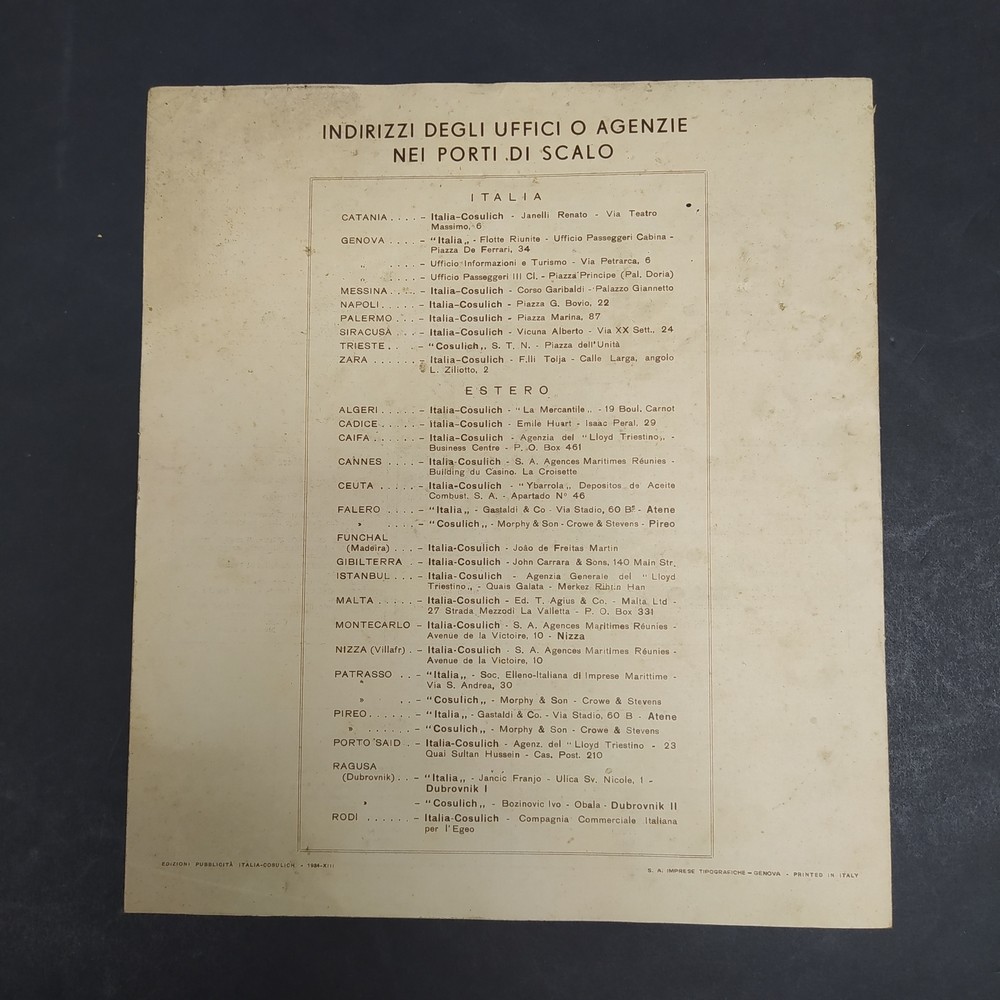 INDIRIZZI DEGLI UFFICI O AGENZIE
NEI PORTI DI SCALO
ITALIA
CATANIA . . . . – Italia-Cosulich - Janelli Renato - Via Teatro
Massimo, 6
GENOVA . . . . – "Italia„ - Flotte Riunite - Ufficio Passeggeri Cabina -
Piazza De Ferrari, 34
„ . . . . – Ufficio Informazioni e Turismo - Via Petrarca, 6
„ . . . . – Ufficio Passeggeri III Cl. - Piazza Principe (Pal. Doria)
MESSINA . . . . – Italia-Cosulich - Corso Garibaldi - Palazzo Giannetto
NAPOLI . . . . . – Italia-Cosulich - Piazza G. Bovio, 22
PALERMO . . . – Italia-Cosulich - Piazza Marina, 87
SIRACUSA . . . – Italia-Cosulich - Vicuna Alberto - Via XX Sett., 24
TRIESTE . . . . – "Cosulich„ S. T. N. - Piazza dell'Unità
ZARA . . . . . . – Italia-Cosulich - F.lli Tolja - Calle Larga, angolo
L. Ziliotto, 2
ESTERO
ALGERI . . . . . – Italia-Cosulich - "La Mercantile„ - 19 Boul. Carnot
CADICE . . . . . – Italia-Cosulich - Emile Huart - Isaac Peral. 29
CAIFA . . . . . . – Italia-Cosulich - Agenzia del "Lloyd Triestino„ -
Business Centre - P. O. Box 461
CANNES . . . . – Italia-Cosulich - S. A. Agences Maritimes Réunies -
Building du Casino. La Croisette
CEUTA . . . . . – Italia-Cosulich - "Ybarrola„ Depositos de Aceite
Combust. S. A. - Apartado N° 46
FALERO . . . . – "Italia„ - Gastaldi & Co - Via Stadio, 60 B - Atene
» . . . . – "Cosulich„ - Morphy & Son - Crowe & Stevens - Pireo
FUNCHAL
(Madeira) . . . – Italia-Cosulich - João de Freitas Martin
GIBILTERRA . – Italia-Cosulich - John Carrara & Sons, 140 Main Str.
ISTANBUL . . . – Italia-Cosulich - Agenzia Generale del "Lloyd
Triestino„ - Quais Galata - Merkez Rihtin Han
MALTA . . . . . – Italia-Cosulich - Ed. T. Agius & Co. - Malta Ltd -
27 Strada Mezzodi La Valletta - P. O. Box 331
MONTECARLO – Italia-Cosulich - S. A. Agences Maritimes Réunies -
Avenue de la Victoire, 10 - Nizza
NIZZA (Villafr) . – Italia-Cosulich - S. A. Agences Maritimes Réunies -
Avenue de la Victoire, 10
PATRASSO . . – "Italia„ - Soc. Elleno-Italiana di Imprese Marittime -
Via S. Andrea, 30
» . . – "Cosulich„ - Morphy & Son - Crowe & Stevens
PIREO . . . . . . – "Italia„ - Gastaldi & Co. - Via Stadio, 60 B - Atene
» . . . . . . – "Cosulich„ - Morphy & Son - Crowe & Stevens
PORTO SAID . – Italia-Cosulich - Agenz. del "Lloyd Triestino - 23
Quai Sultan Hussein - Cas. Post. 210
RAGUSA
(Dubrovnik) . . – "Italia„ - Jancic Franjo - Ulica Sv. Nicole, 1 -
Dubrovnik I
» – "Cosulich„ - Bozinovic Ivo - Obala - Dubrovnik II
RODI . . . . . . – Italia-Cosulich - Compagnia Commerciale Italiana
per l'Egeo
EDIZIONI PUBBLICITÀ ITALIA-COSULICH - 1934-XIII
S. A. IMPRESE TIPOGRAFICHE – GENOVA - PRINTED IN ITALY